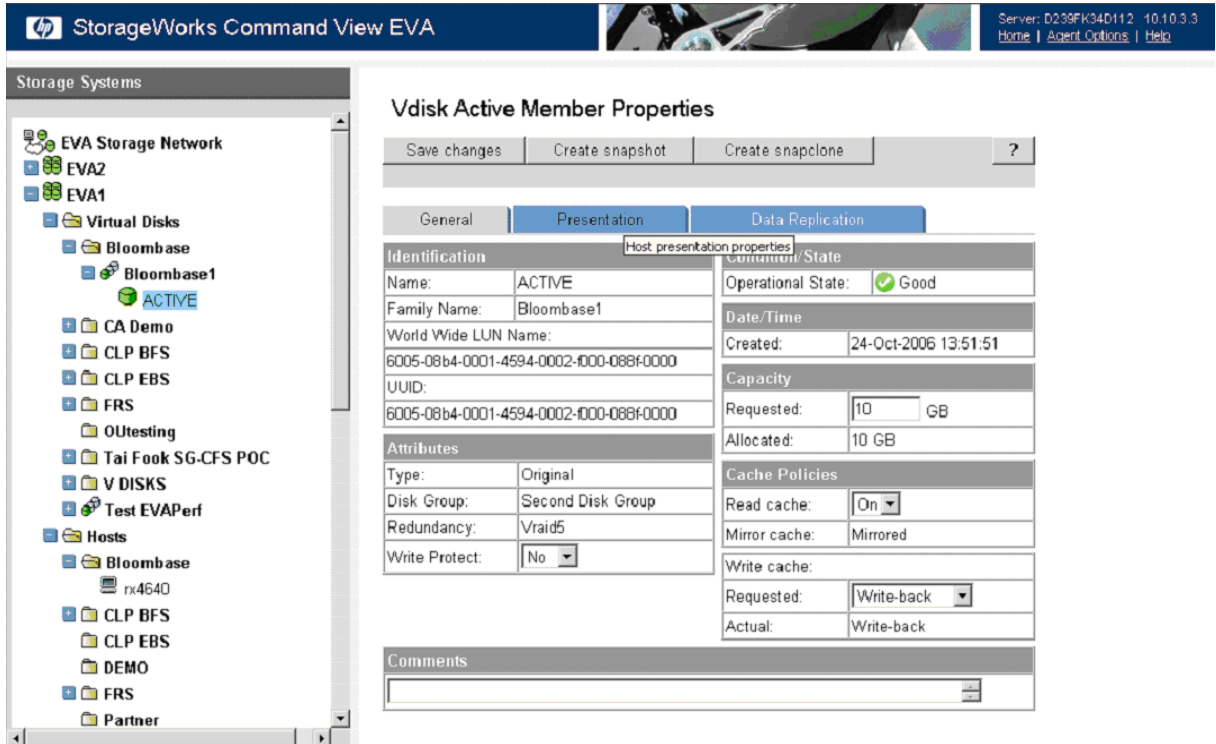 hp StorageWorks Command View EVA
Server: D239FK34D112 10.10.3.3
Home | Agent Options | Help
Storage Systems
EVA Storage Network
EVA2
EVA1
Virtual Disks
Bloombase
Bloombase1
ACTIVE
CA Demo
CLP BFS
CLP EBS
FRS
OUtesting
Tai Fook SG-CFS POC
V DISKS
Test EVAPerf
Hosts
Bloombase
rx4640
CLP BFS
CLP EBS
DEMO
FRS
Partner
Vdisk Active Member Properties
Save changes Create snapshot Create snapclone ?
General Presentation Data Replication
Host presentation properties
Identification
Name: ACTIVE
Family Name: Bloombase1
World Wide LUN Name:
6005-08b4-0001-4594-0002-f000-088f-0000
UUID:
6005-08b4-0001-4594-0002-f000-088f-0000
Attributes
Type: Original
Disk Group: Second Disk Group
Redundancy: Vraid5
Write Protect: No
Condition/State
Operational State: Good
Date/Time
Created: 24-Oct-2006 13:51:51
Capacity
Requested: 10 GB
Allocated: 10 GB
Cache Policies
Read cache: On
Mirror cache: Mirrored
Write cache:
Requested: Write-back
Actual: Write-back
Comments